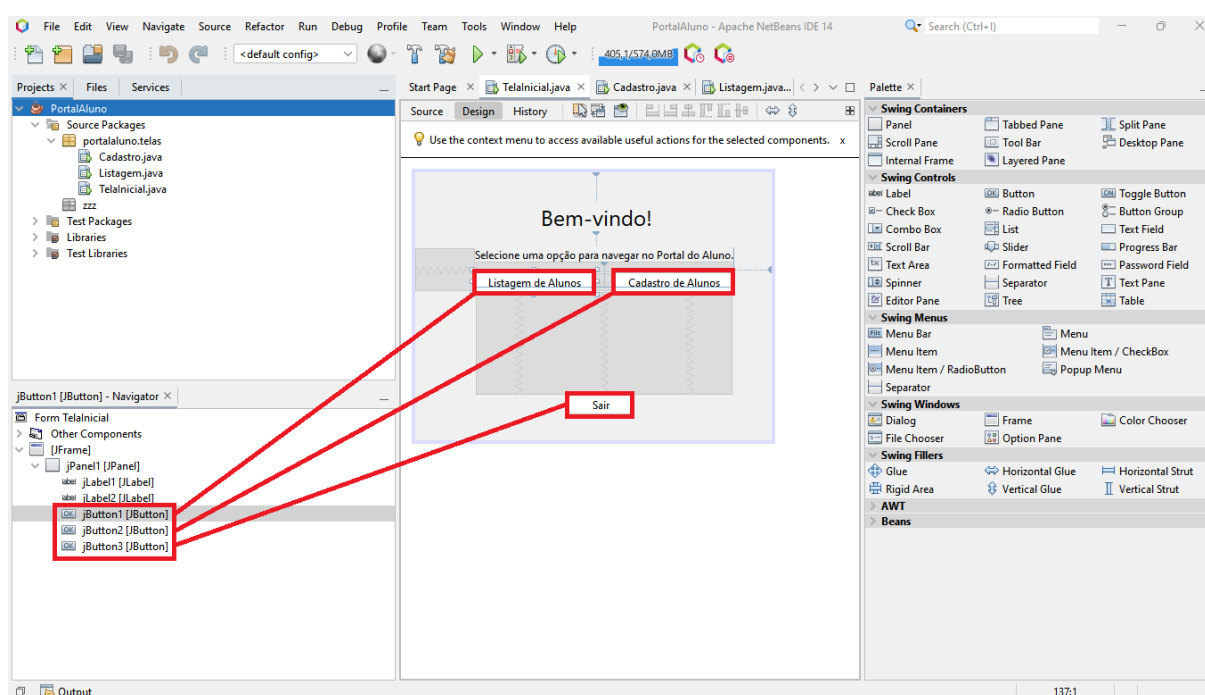 File Edit View Navigate Source Refactor Run Debug Profile Team Tools Window Help PortalAluno - Apache NetBeans IDE 14 Search (Ctrl+I)
<default config> 405,1/574,0MB
Projects Files Services
PortalAluno
Source Packages
portalaluno.telas
Cadastro.java
Listagem.java
TelaInicial.java
zzz
Test Packages
Libraries
Test Libraries
jButton1 [JButton] - Navigator
Form TelaInicial
Other Components
[JFrame]
jPanel1 [JPanel]
label jLabel1 [JLabel]
label jLabel2 [JLabel]
OK jButton1 [JButton]
OK jButton2 [JButton]
OK jButton3 [JButton]
Start Page TelaInicial.java Cadastro.java Listagem.java...
Source Design History
Use the context menu to access available useful actions for the selected components. x
Bem-vindo!
Selecione uma opção para navegar no Portal do Aluno.
Listagem de Alunos Cadastro de Alunos
Sair
Palette
Swing Containers
Panel Tabbed Pane Split Pane
Scroll Pane Tool Bar Desktop Pane
Internal Frame Layered Pane
Swing Controls
label Label OK Button ON Toggle Button
Check Box Radio Button Button Group
Combo Box List Text Field
Scroll Bar Slider Progress Bar
Text Area Formatted Field Password Field
Spinner Separator Text Pane
Editor Pane Tree Table
Swing Menus
Menu Bar Menu
Menu Item Menu Item / CheckBox
Menu Item / RadioButton Popup Menu
Separator
Swing Windows
Dialog Frame Color Chooser
File Chooser Option Pane
Swing Fillers
Glue Horizontal Glue Horizontal Strut
Rigid Area Vertical Glue Vertical Strut
AWT
Beans
Output 137:1